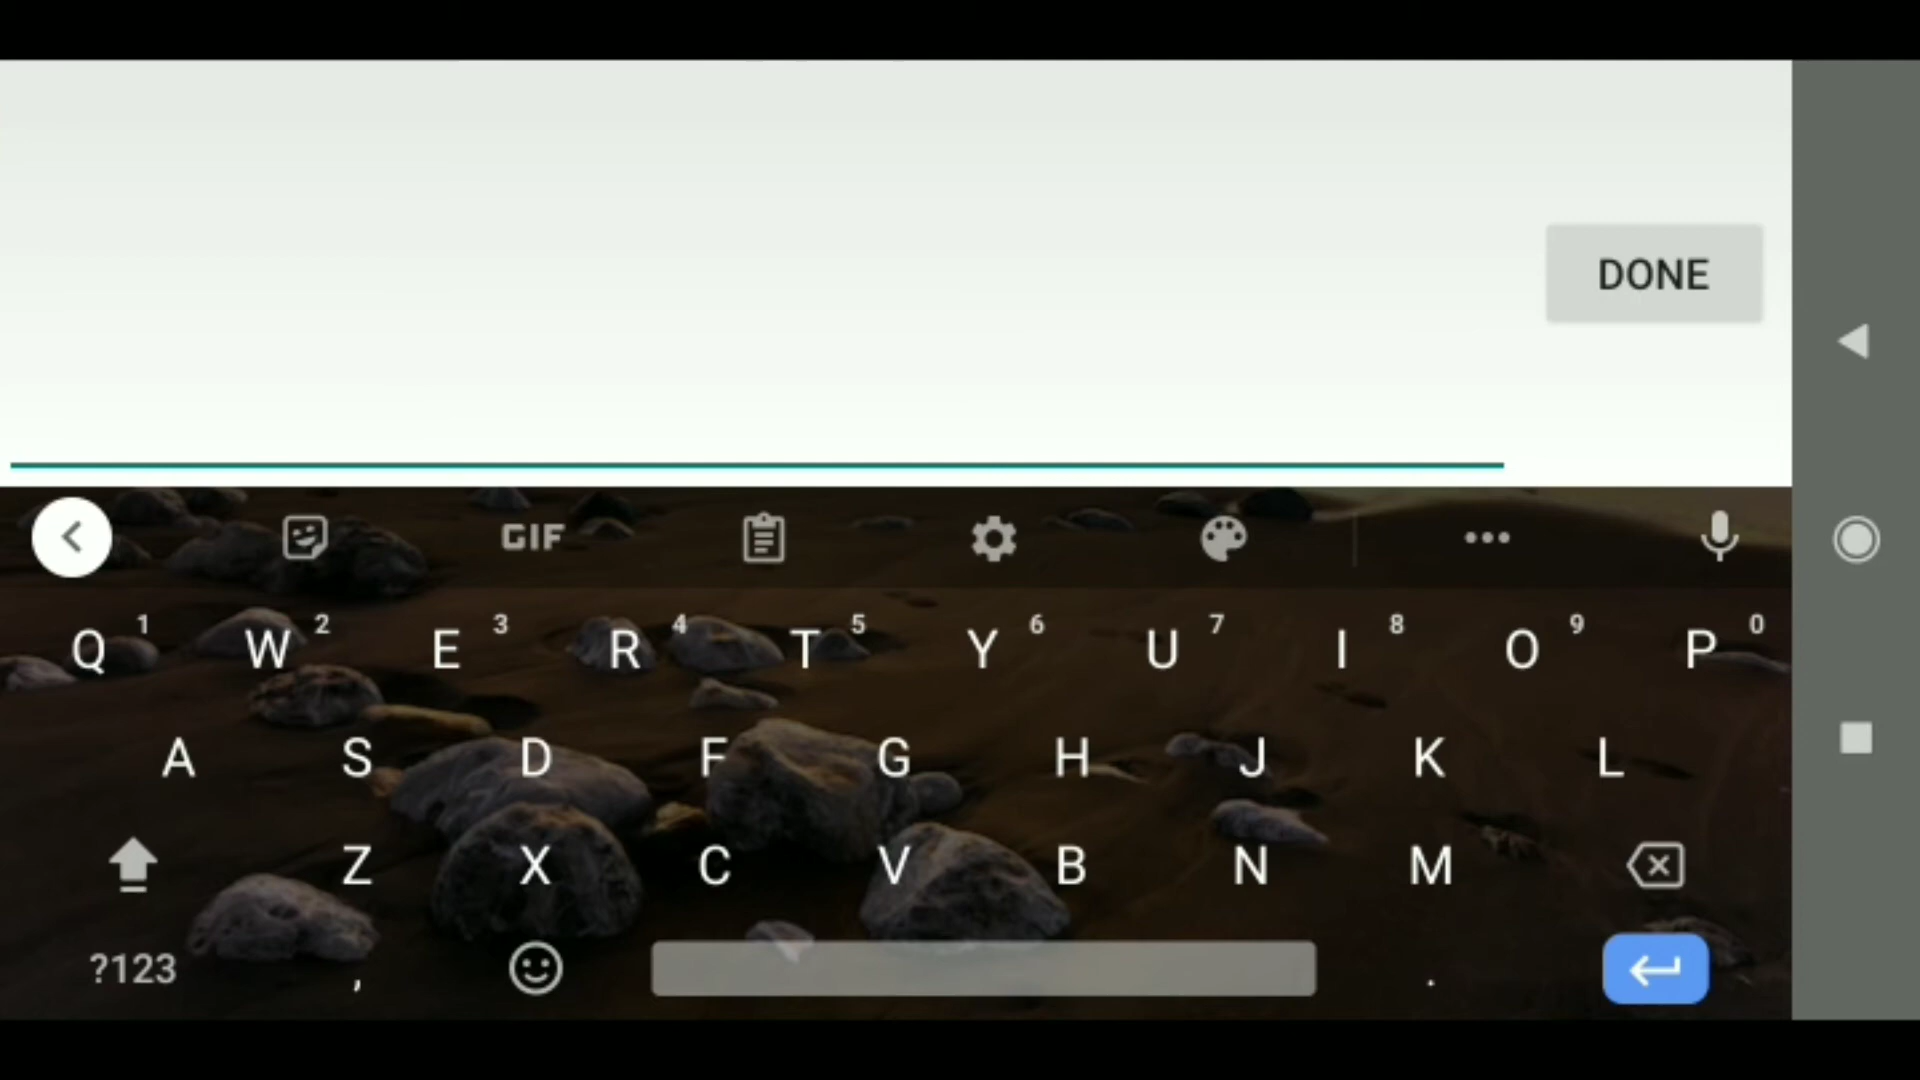 DONE
GIF
Q 1 W 2 E 3 R 4 T 5 Y 6 U 7 I 8 O 9 P 0
A S D F G H J K L
Z X C V B N M
?123 , .